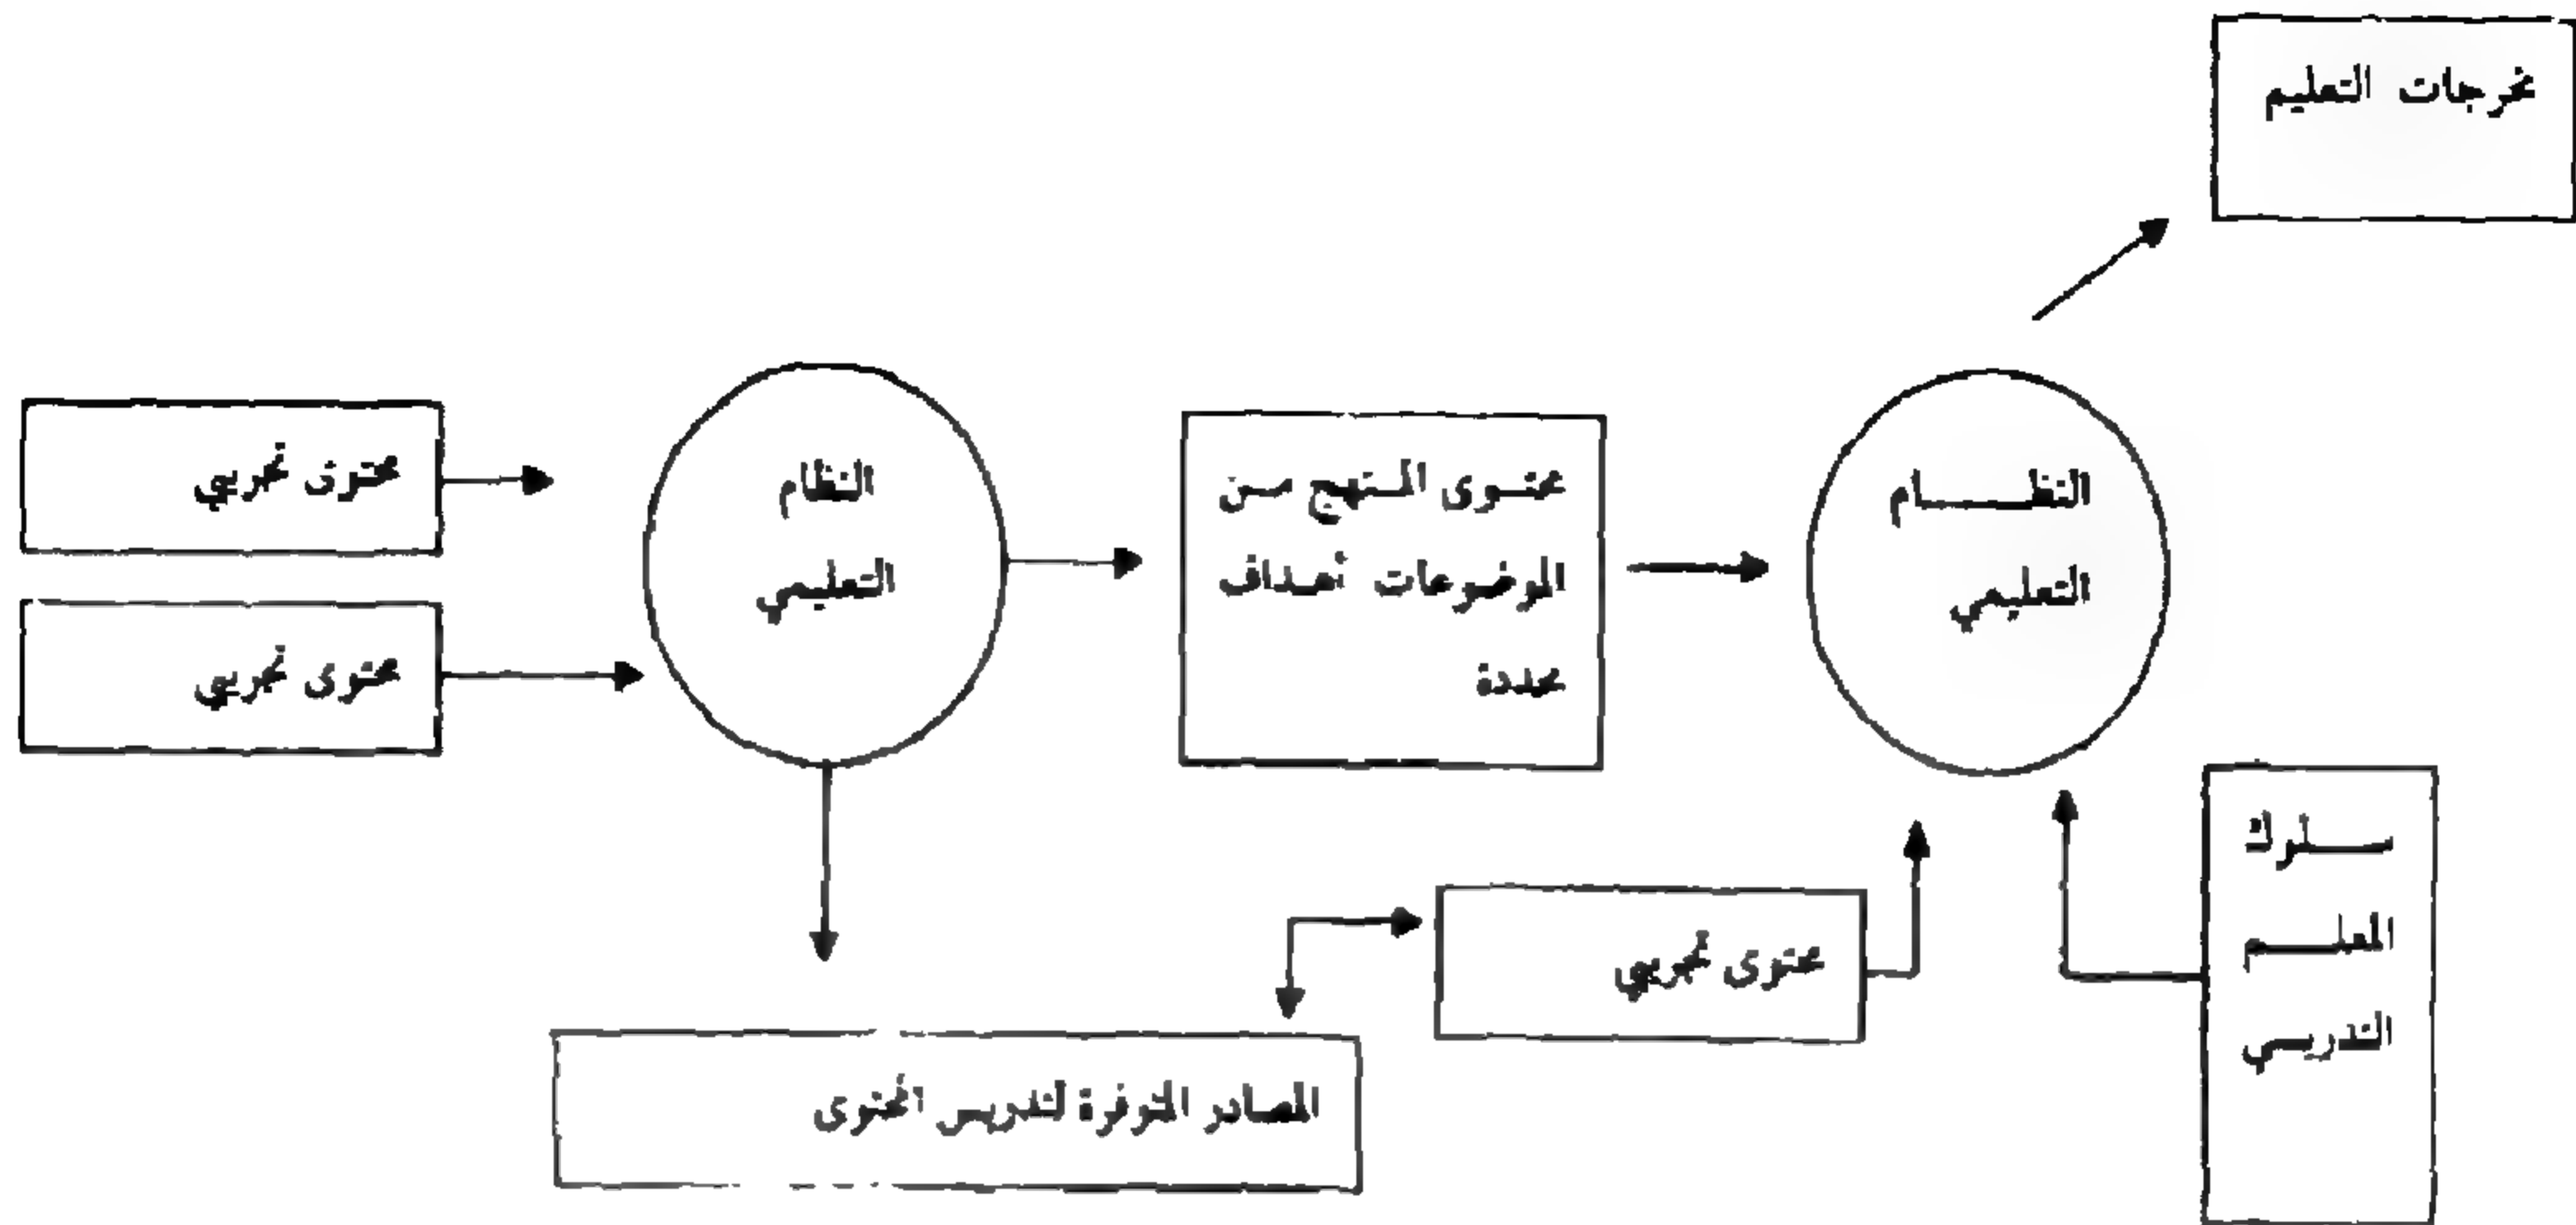 مخرجات التعليم
محتوى تجريبي
النظام
التعليمي
محتوى المنهج من
الموضوعات أهداف
محددة
النظام
التعليمي
محتوى تجريبي
محتوى تجريبي
سلوك
المعلم
التدريسي
المصادر المتوفرة لتدريس المحتوى